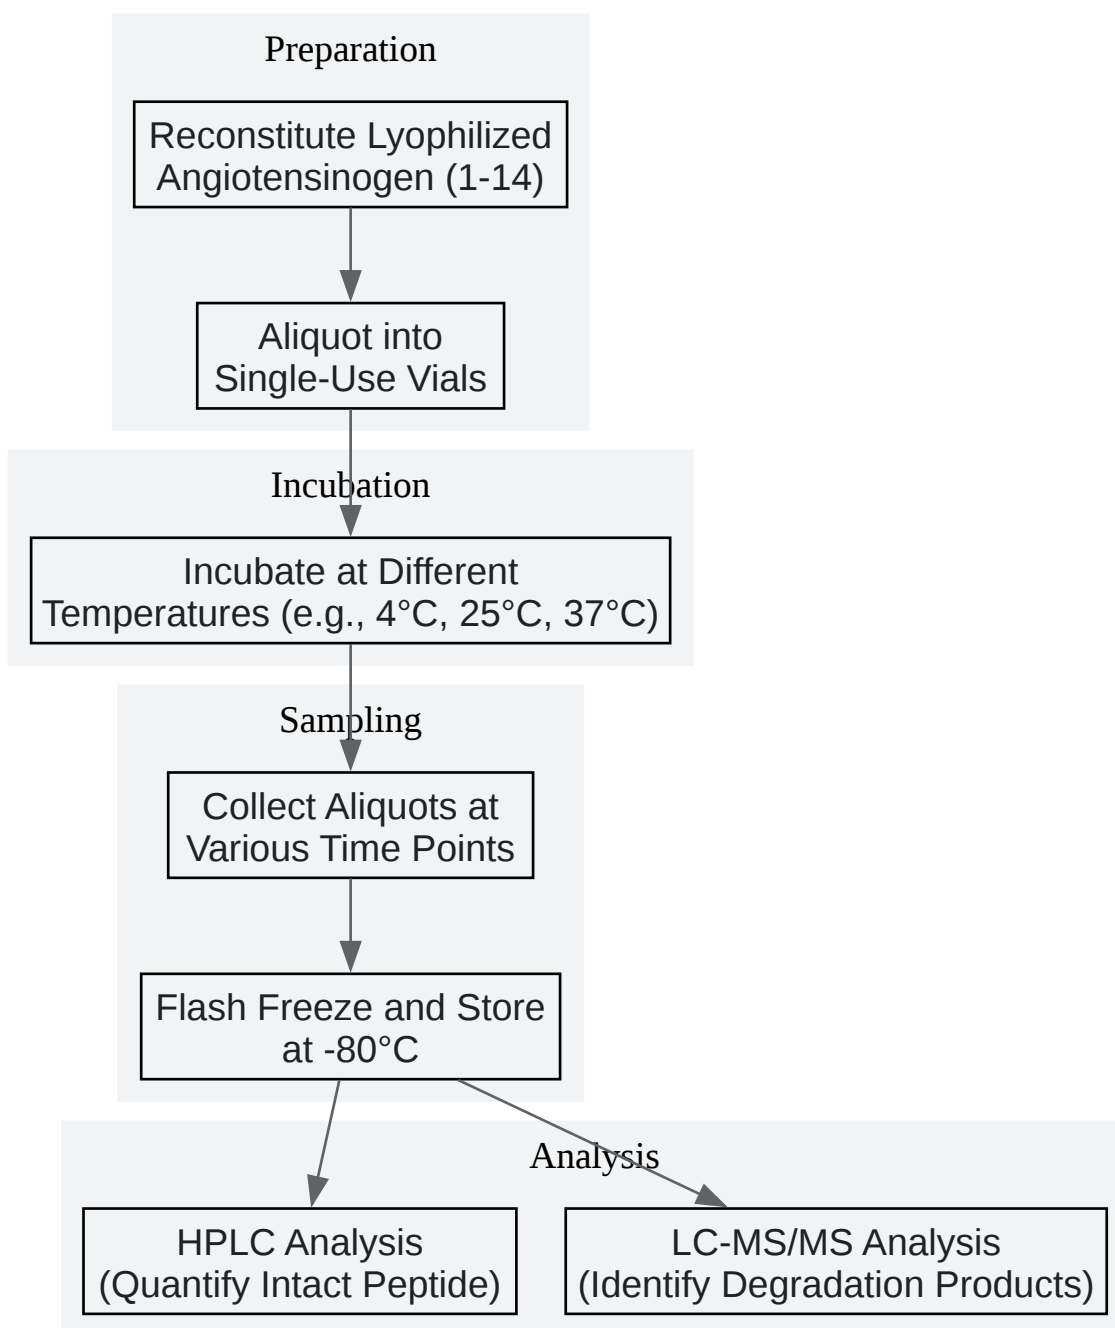 Preparation
Reconstitute Lyophilized
Angiotensinogen (1-14)
Aliquot into
Single-Use Vials
Incubation
Incubate at Different
Temperatures (e.g., 4°C, 25°C, 37°C)
Sampling
Collect Aliquots at
Various Time Points
Flash Freeze and Store
at -80°C
Analysis
HPLC Analysis
(Quantify Intact Peptide)
LC-MS/MS Analysis
(Identify Degradation Products)